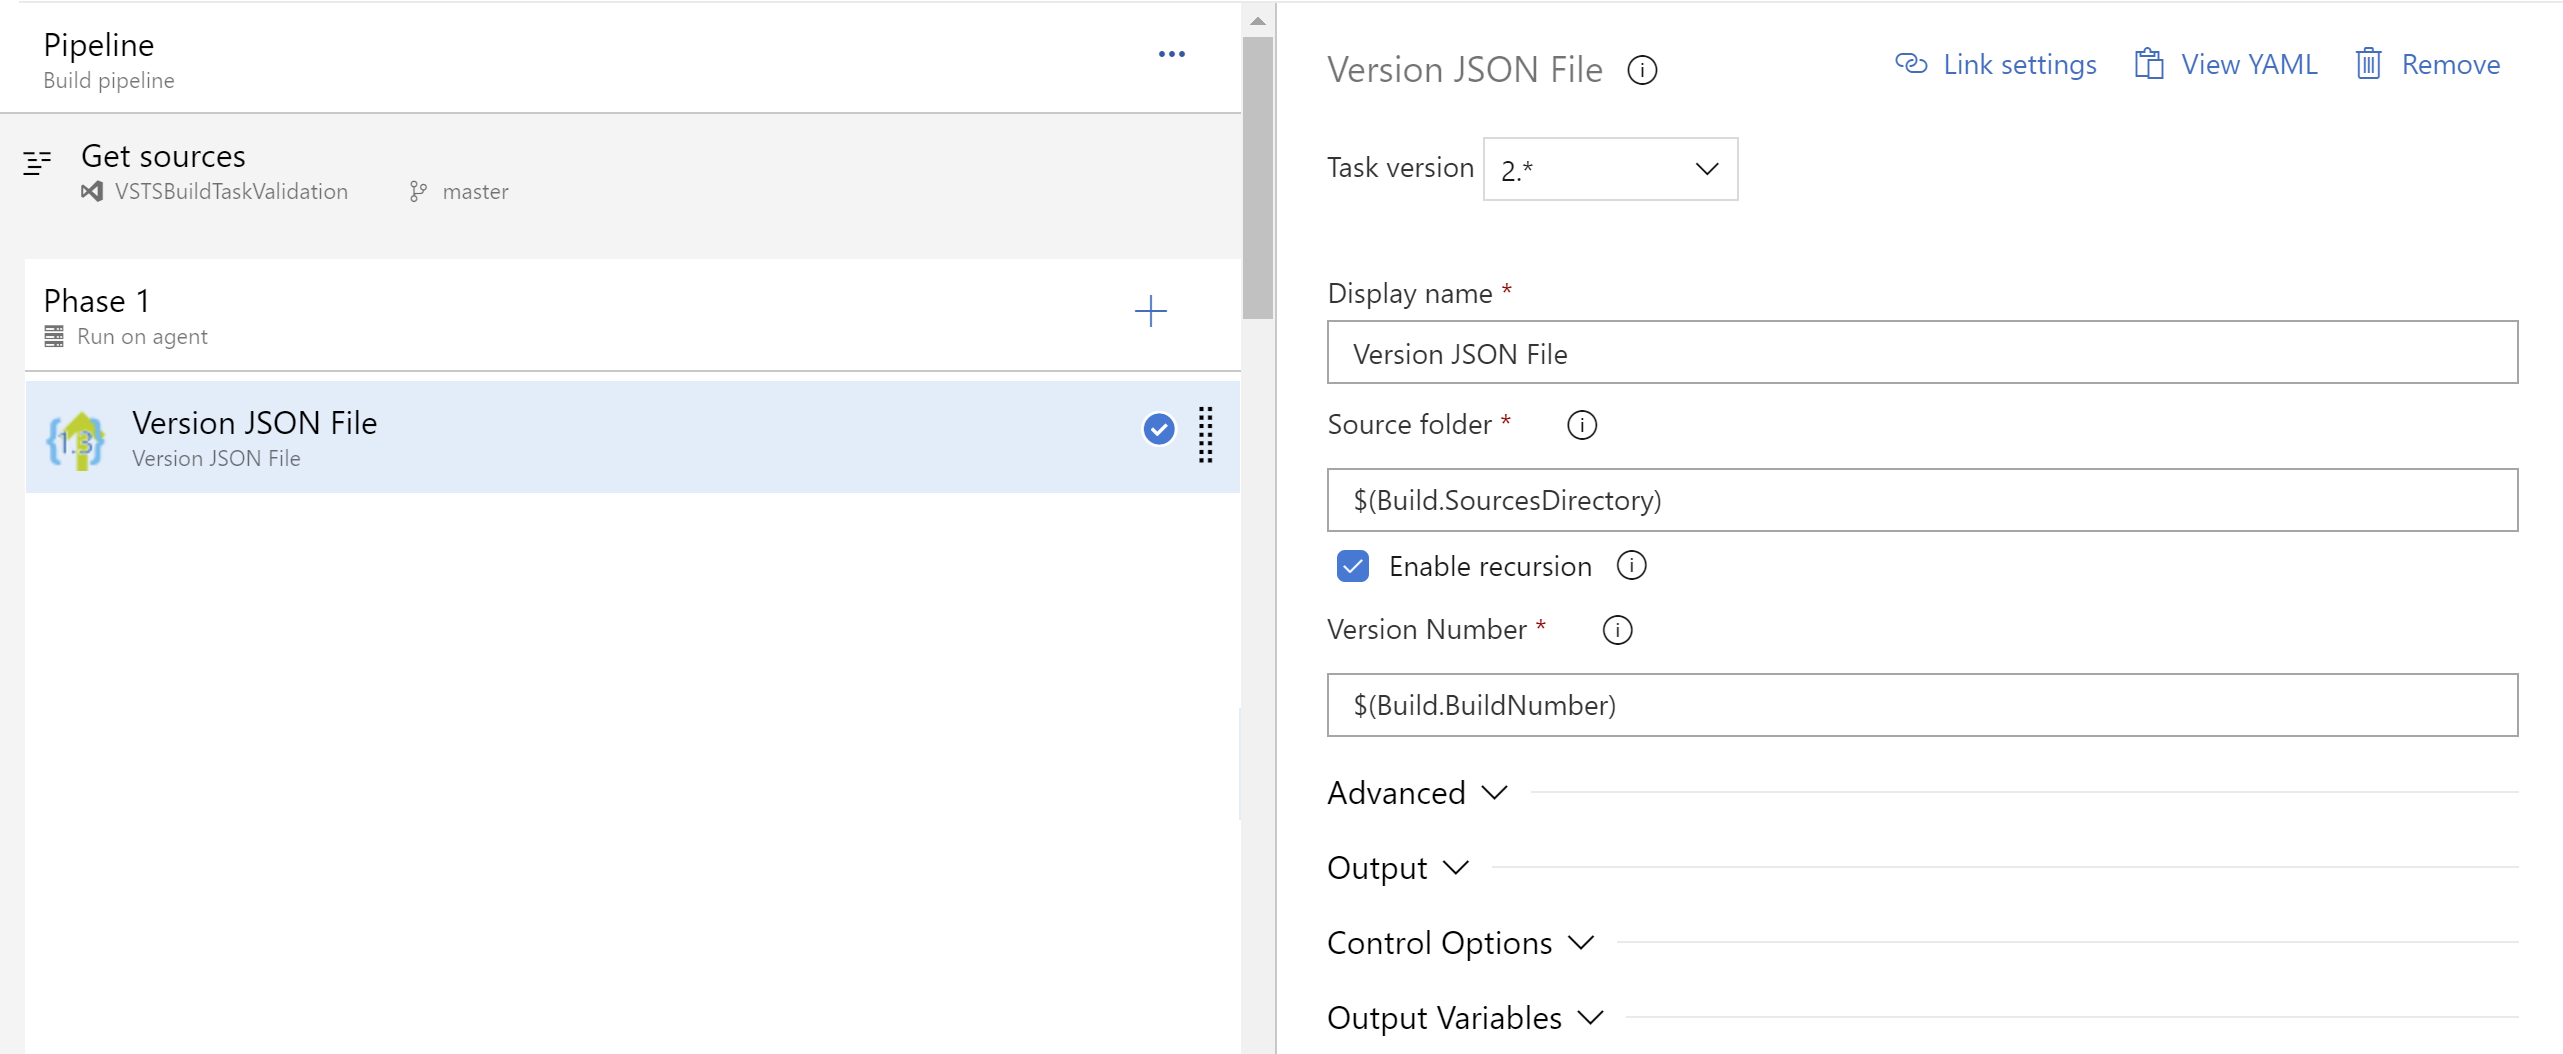 Pipeline
Build pipeline
Get sources
VSTSBuildTaskValidation master
Phase 1
Run on agent
{1.3}
Version JSON File
Version JSON File
Version JSON File
Link settings
View YAML
Remove
Task version 2.*
Display name *
Version JSON File
Source folder *
$(Build.SourcesDirectory)
Enable recursion
Version Number *
$(Build.BuildNumber)
Advanced
Output
Control Options
Output Variables